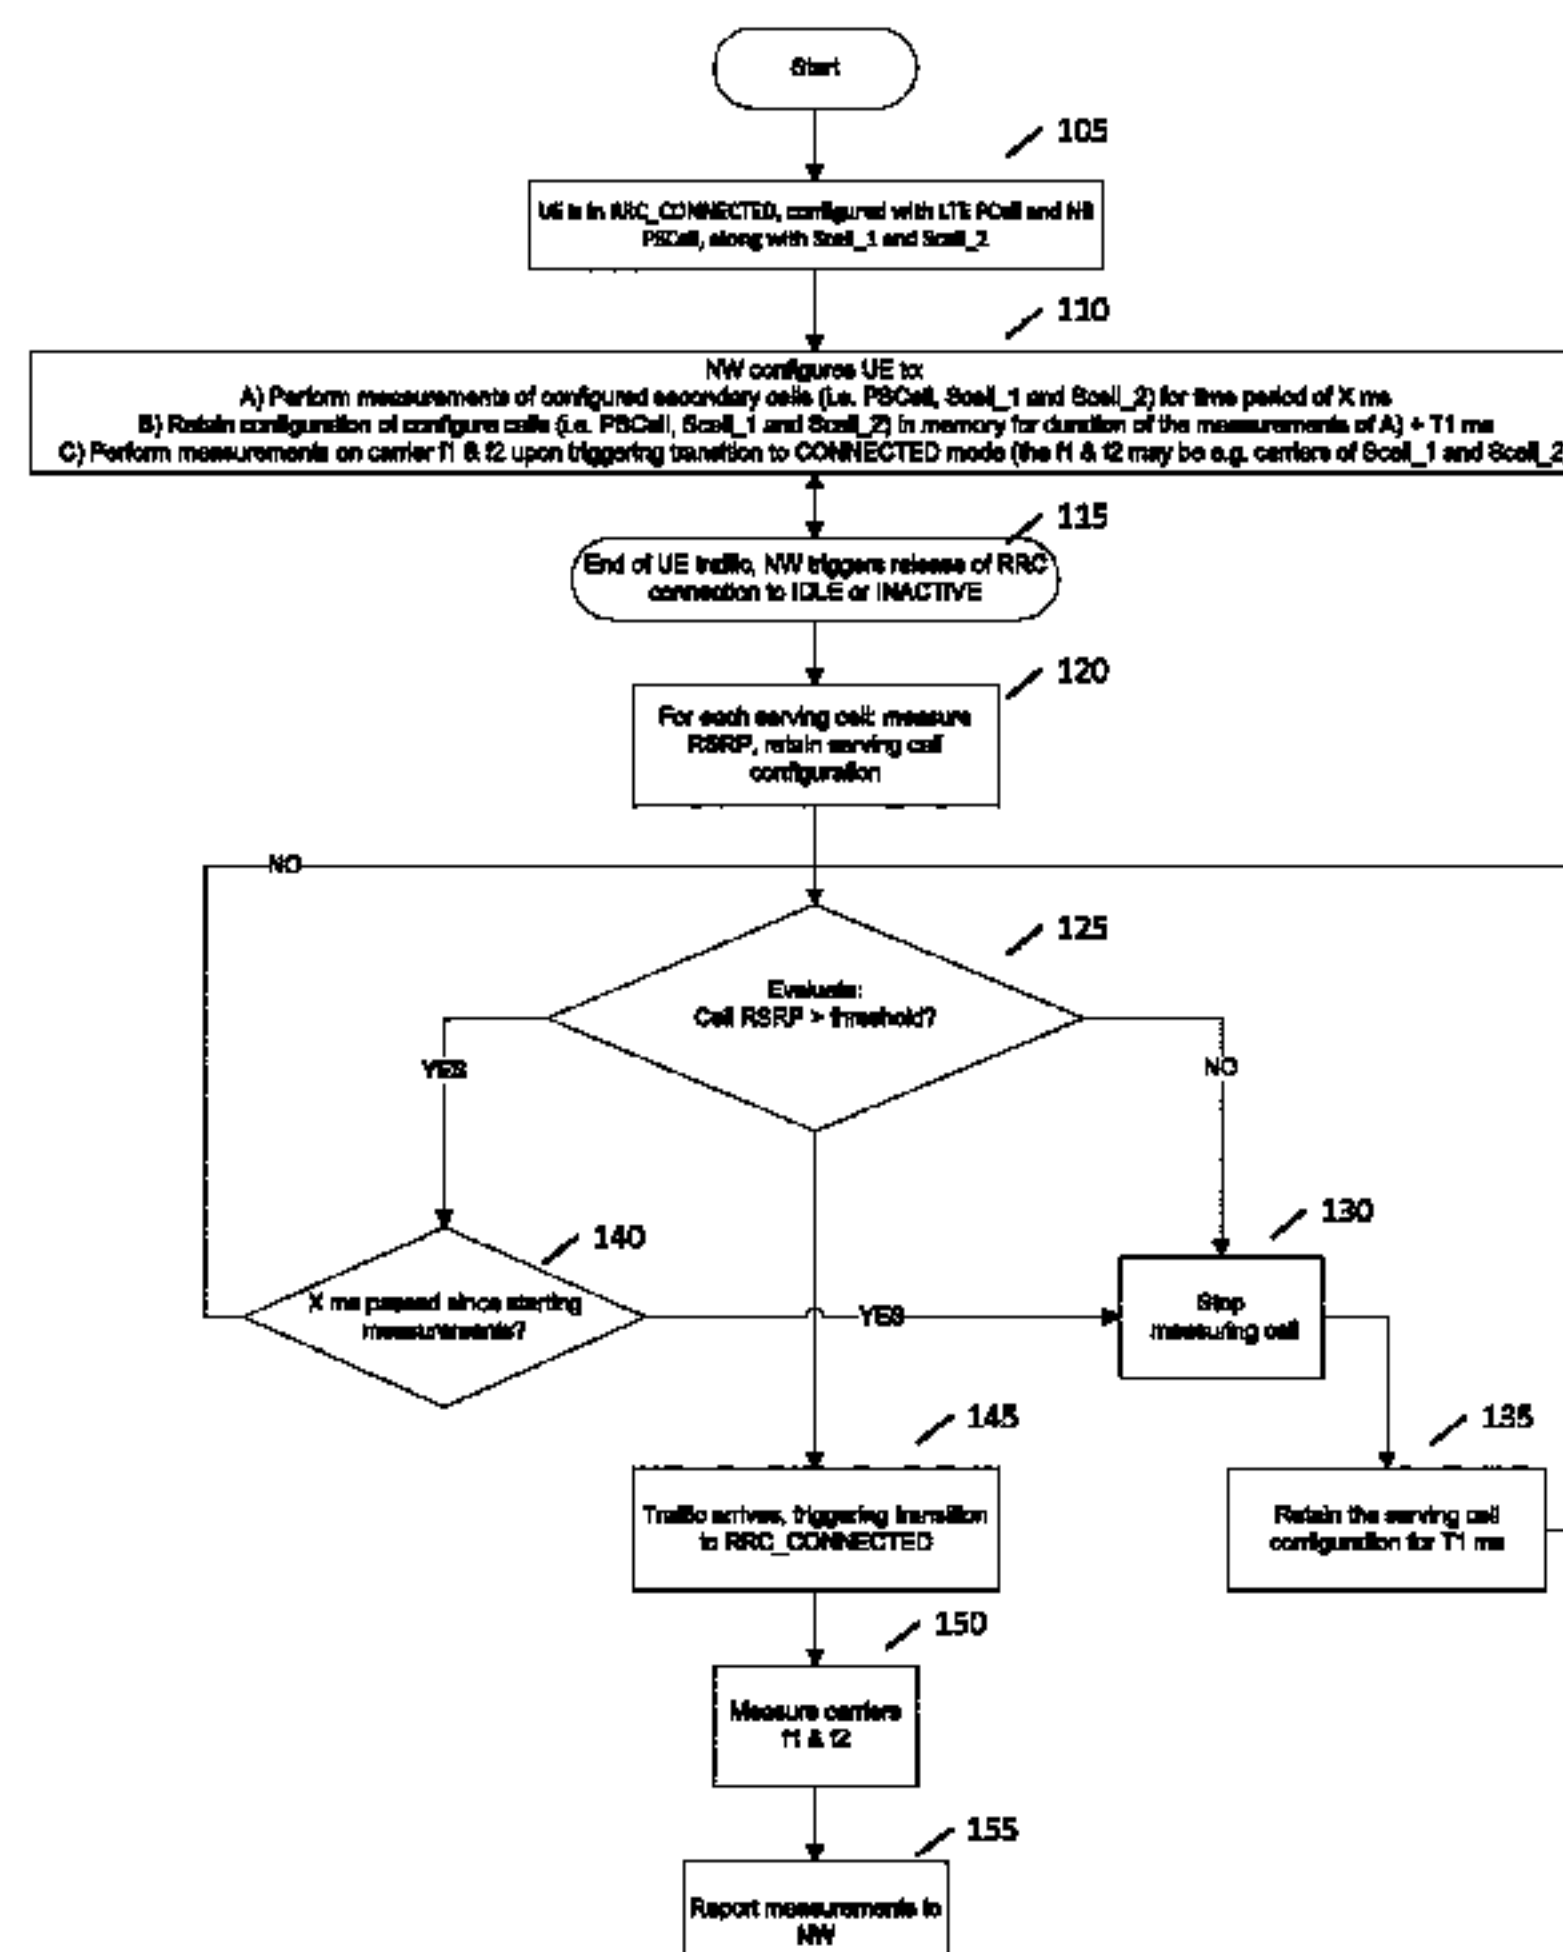 Start
105
UE is in RRC_CONNECTED, configured with LTE PCell and NR
PSCell, along with Scell_1 and Scell_2
110
NW configures UE to:
A) Perform measurements of configured secondary cells (i.e. PSCell, Scell_1 and Scell_2) for time period of X ms
B) Retain configuration of configure cells (i.e. PSCell, Scell_1 and Scell_2) in memory for duration of the measurements of A) + T1 ms
C) Perform measurements on carrier f1 & f2 upon triggering transition to CONNECTED mode (the f1 & f2 may be e.g. carriers of Scell_1 and Scell_2
115
End of UE traffic, NW triggers release of RRC
connection to IDLE or INACTIVE
120
For each serving cell: measure
RSRP, retain serving cell
configuration
NO
125
Evaluate:
Cell RSRP > threshold?
YES
NO
130
140
X ms passed since starting
measurements?
YES
Stop
measuring cell
145
135
Traffic arrives, triggering transition
to RRC_CONNECTED
Retain the serving cell
configuration for T1 ms
150
Measure carriers
f1 & f2
155
Report measurements to
NW